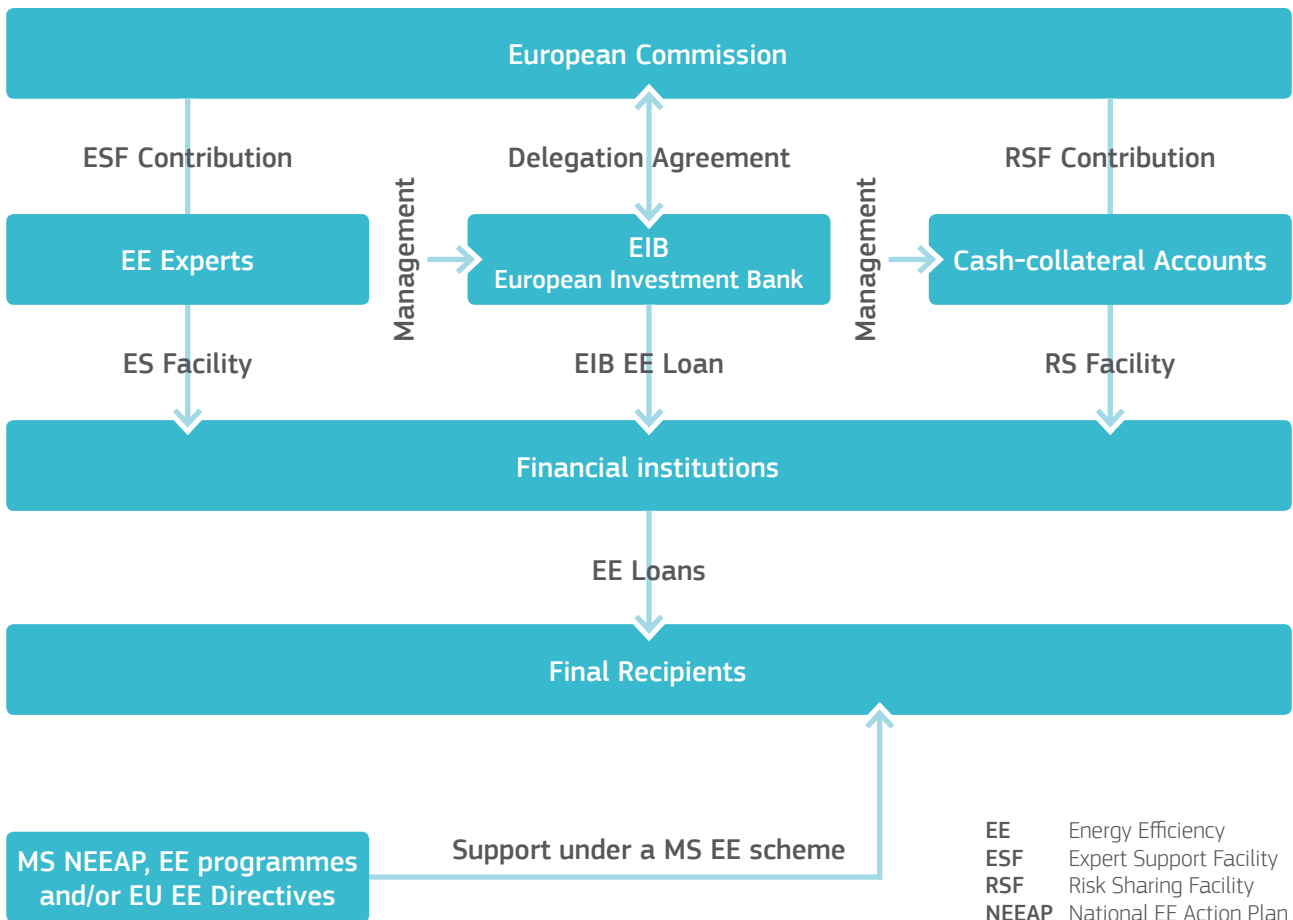 European Commission
ESF Contribution
Delegation Agreement
RSF Contribution
EE Experts
Management
EIB
European Investment Bank
Management
Cash-collateral Accounts
ES Facility
EIB EE Loan
RS Facility
Financial institutions
EE Loans
Final Recipients
MS NEEAP, EE programmes
and/or EU EE Directives
Support under a MS EE scheme
EE Energy Efficiency
ESF Expert Support Facility
RSF Risk Sharing Facility
NEEAP National EE Action Plan